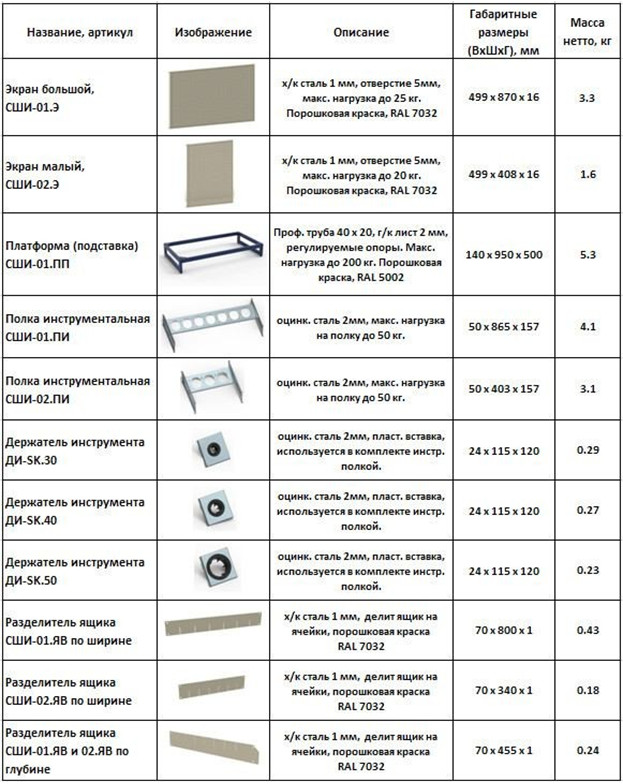 Название, артикул
Изображение
Описание
Габаритные
размеры
(ВхШхГ), мм
Масса
нетто, кг
Экран большой,
СШИ-01.Э
х/к сталь 1 мм, отверстие 5мм,
макс. нагрузка до 25 кг.
Порошковая краска, RAL 7032
499 x 870 x 16
3.3
Экран малый,
СШИ-02.Э
х/к сталь 1 мм, отверстие 5мм,
макс. нагрузка до 20 кг.
Порошковая краска, RAL 7032
499 x 408 x 16
1.6
Платформа (подставка)
СШИ-01.ПП
Проф. труба 40 х 20, г/к лист 2 мм,
регулируемые опоры. Макс.
нагрузка до 200 кг. Порошковая
краска, RAL 5002
140 x 950 x 500
5.3
Полка инструментальная
СШИ-01.ПИ
оцинк. сталь 2мм, макс. нагрузка
на полку до 50 кг.
50 x 865 x 157
4.1
Полка инструментальная
СШИ-02.ПИ
оцинк. сталь 2мм, макс. нагрузка
на полку до 50 кг.
50 x 403 x 157
3.1
Держатель инструмента
ДИ-SK.30
оцинк. сталь 2мм, пласт. вставка,
используется в комплекте инстр.
полкой.
24 x 115 x 120
0.29
Держатель инструмента
ДИ-SK.40
оцинк. сталь 2мм, пласт. вставка,
используется в комплекте инстр.
полкой.
24 x 115 x 120
0.27
Держатель инструмента
ДИ-SK.50
оцинк. сталь 2мм, пласт. вставка,
используется в комплекте инстр.
полкой.
24 x 115 x 120
0.23
Разделитель ящика
СШИ-01.ЯВ по ширине
х/к сталь 1 мм, делит ящик на
ячейки, порошковая краска
RAL 7032
70 x 800 x 1
0.43
Разделитель ящика
СШИ-02.ЯВ по ширине
х/к сталь 1 мм, делит ящик на
ячейки, порошковая краска
RAL 7032
70 x 340 x 1
0.18
Разделитель ящика
СШИ-01.ЯВ и 02.ЯВ по
глубине
х/к сталь 1 мм, делит ящик на
ячейки, порошковая краска
RAL 7032
70 x 455 x 1
0.24